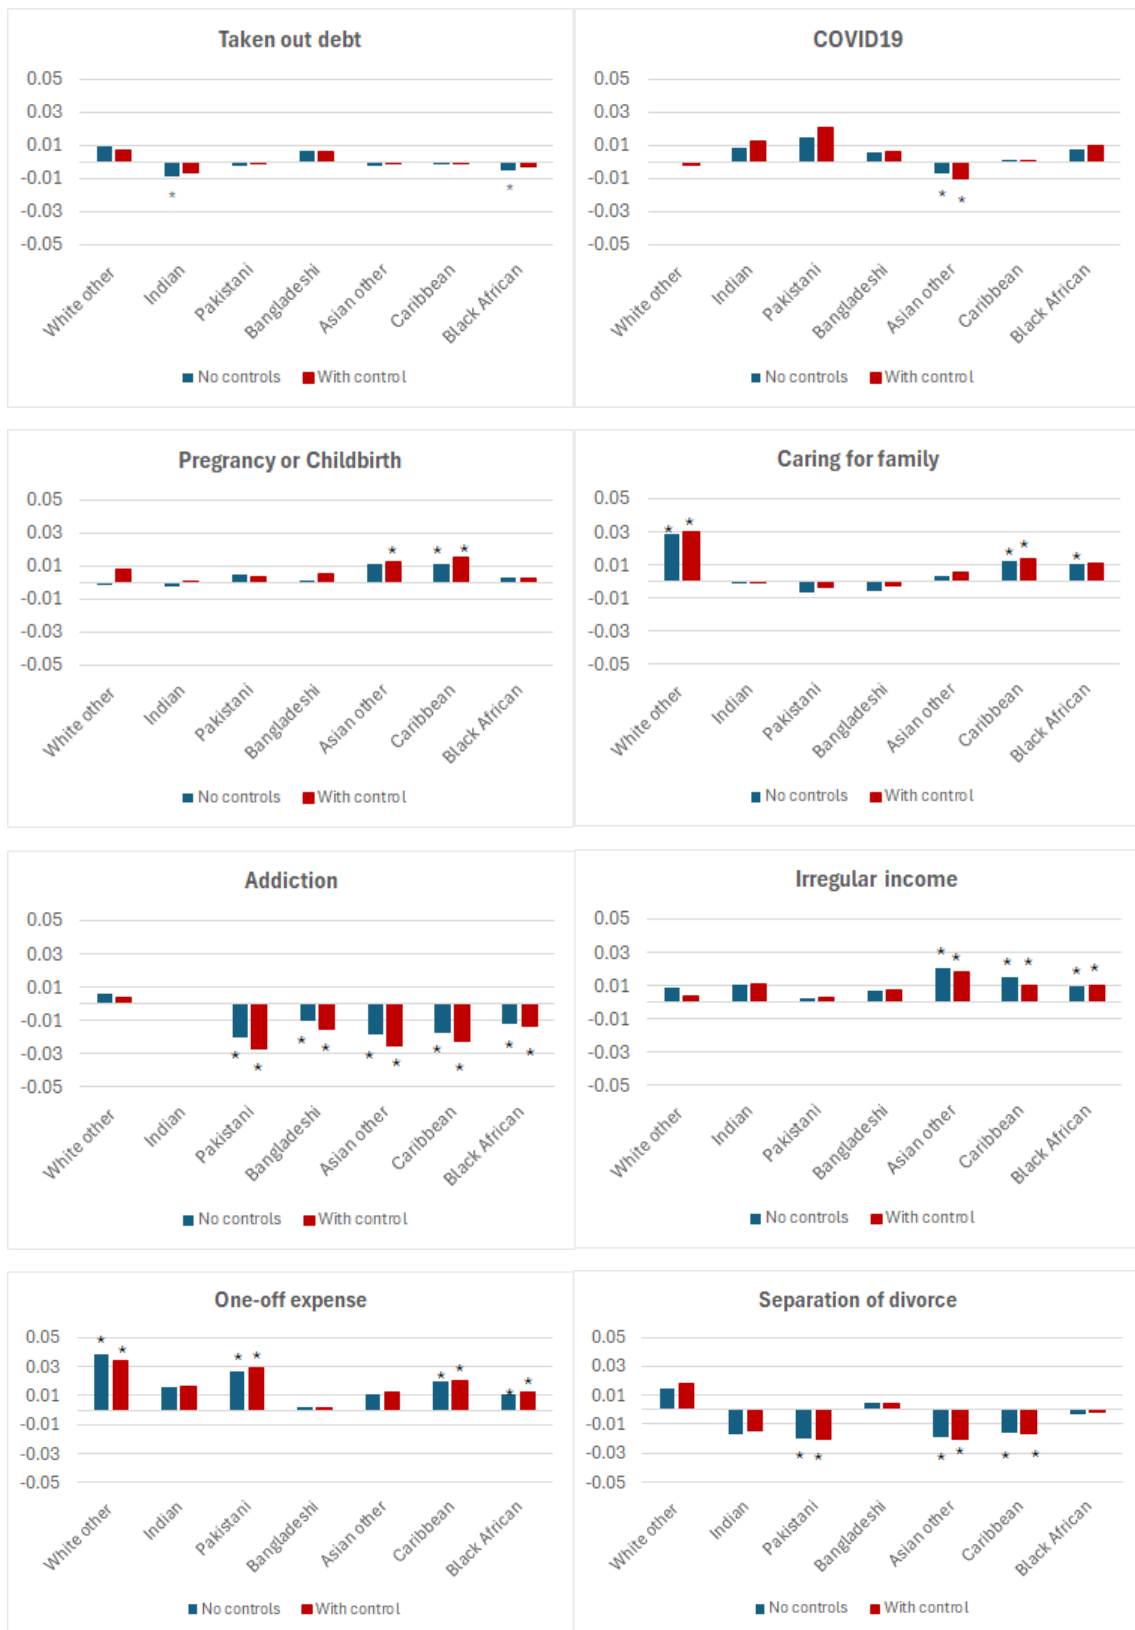 Taken out debt
0.05
0.03
0.01
-0.01
-0.03
-0.05
* *
White other Indian Pakistani Bangladeshi Asian other Caribbean Black African
No controls With control
COVID19
0.05
0.03
0.01
-0.01
-0.03
-0.05
* *
White other Indian Pakistani Bangladeshi Asian other Caribbean Black African
No controls With control
Pregrancy or Childbirth
0.05
0.03
0.01
-0.01
-0.03
-0.05
* * *
White other Indian Pakistani Bangladeshi Asian other Caribbean Black African
No controls With control
Caring for family
0.05
0.03
0.01
-0.01
-0.03
-0.05
* * * * *
White other Indian Pakistani Bangladeshi Asian other Caribbean Black African
No controls With control
Addiction
0.05
0.03
0.01
-0.01
-0.03
-0.05
* * * * * * * * * *
White other Indian Pakistani Bangladeshi Asian other Caribbean Black African
No controls With control
Irregular income
0.05
0.03
0.01
-0.01
-0.03
-0.05
* * * * * *
White other Indian Pakistani Bangladeshi Asian other Caribbean Black African
No controls With control
One-off expense
0.05
0.03
0.01
-0.01
-0.03
-0.05
* * * * * * * *
White other Indian Pakistani Bangladeshi Asian other Caribbean Black African
No controls With control
Separation of divorce
0.05
0.03
0.01
-0.01
-0.03
-0.05
* * * * * *
White other Indian Pakistani Bangladeshi Asian other Caribbean Black African
No controls With control